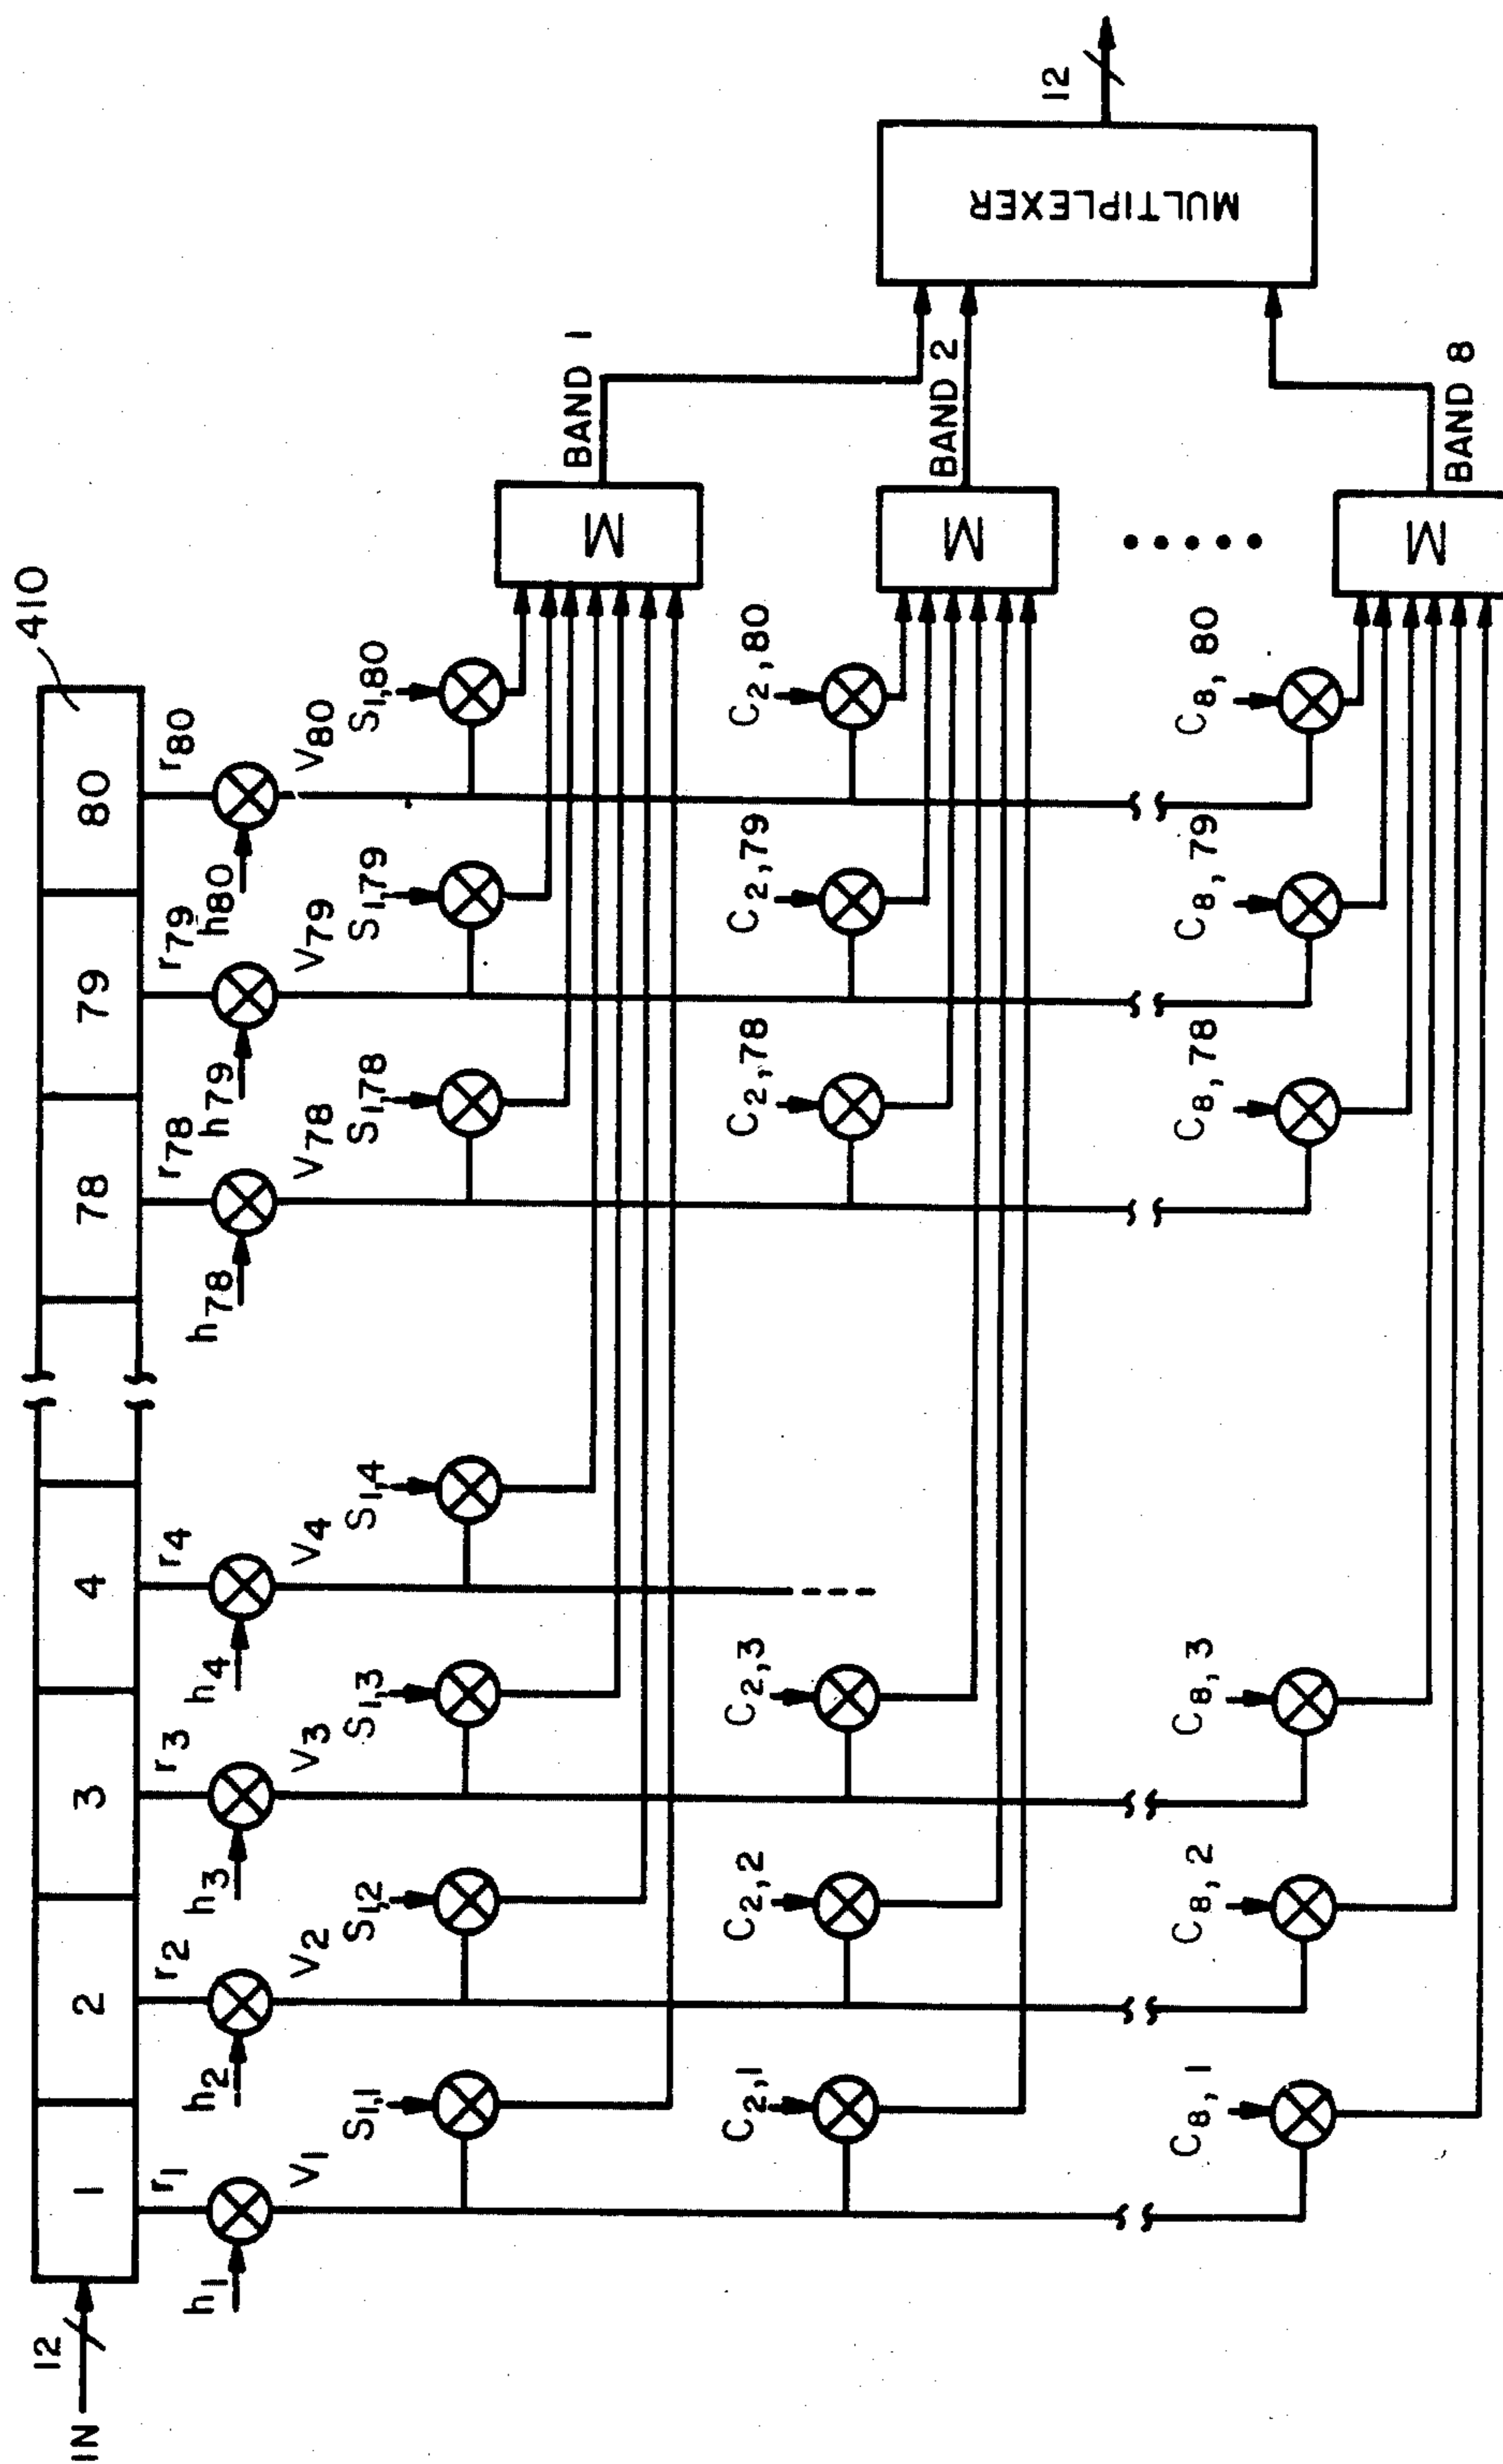 IN
12
1 2 3 4 78 79 80
410
r1 r2 r3 r4 r78 r79 r80
h1 h2 h3 h4 h78 h79 h80
V1 V2 V3 V4 V78 V79 V80
S1,1 S1,2 S1,3 S1,4 S1,78 S1,79 S1,80
M
BAND 1
C2,1 C2,2 C2,3 C2,78 C2,79 C2,80
M
BAND 2
C8,1 C8,2 C8,3 C8,78 C8,79 C8,80
M
BAND 8
MULTIPLEXER
12